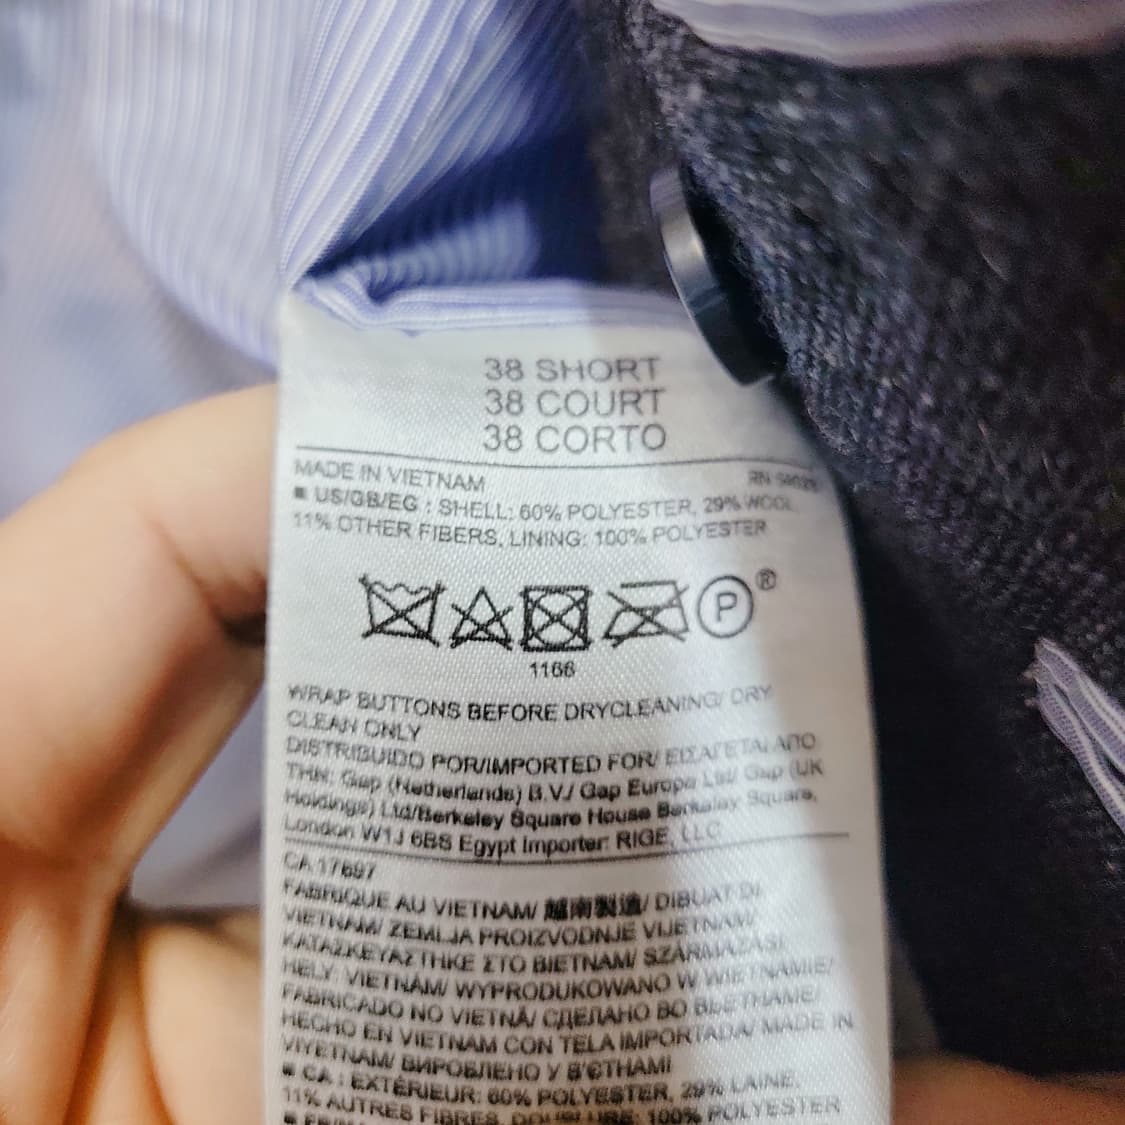 38 SHORT
38 COURT
38 CORTO
MADE IN VIETNAM RN
■ US/GB/EG : SHELL: 60% POLYESTER, 29% WOOL,
11% OTHER FIBERS, LINING: 100% POLYESTER
P®
1166
WRAP BUTTONS BEFORE DRYCLEANING/ DRY
CLEAN ONLY
DISTRIBUIDO POR/IMPORTED FOR/ ΕΙΣΑΓΕΤΑΙ ΑΠΟ
ΤΗΝ: Gap (Netherlands) B.V./ Gap Europe Ltd/ Gap (UK
Holdings) Ltd/Berkeley Square House Berkeley Square,
London W1J 6BS Egypt Importer: RIGE, LLC
CA 17897
FABRIQUÉ AU VIETNAM/ 越南製造/ DIBUAT DI
VIETNAM/ ZEMLJA PROIZVODNJE VIJETNAM/
ΚΑΤΑΣΚΕΥΑΣΤΗΚΕ ΣΤΟ ΒΙΕΤΝΑΜ/ SZÁRMAZÁSI
HELY: VIETNÁM/ WYPRODUKOWANO W WIETNAMIE/
FABRICADO NO VIETNÃ/ СДЕЛАНО ВО ВЬЕТНАМЕ/
HECHO EN VIETNAM CON TELA IMPORTADA/ MADE IN
VIYETNAM/ ВИРОБЛЕНО У В'ЄТНАМІ
■ CA : EXTÉRIEUR: 60% POLYESTER, 29% LAINE,
11% AUTRES FIBRES, DOUBLURE: 100% POLYESTER